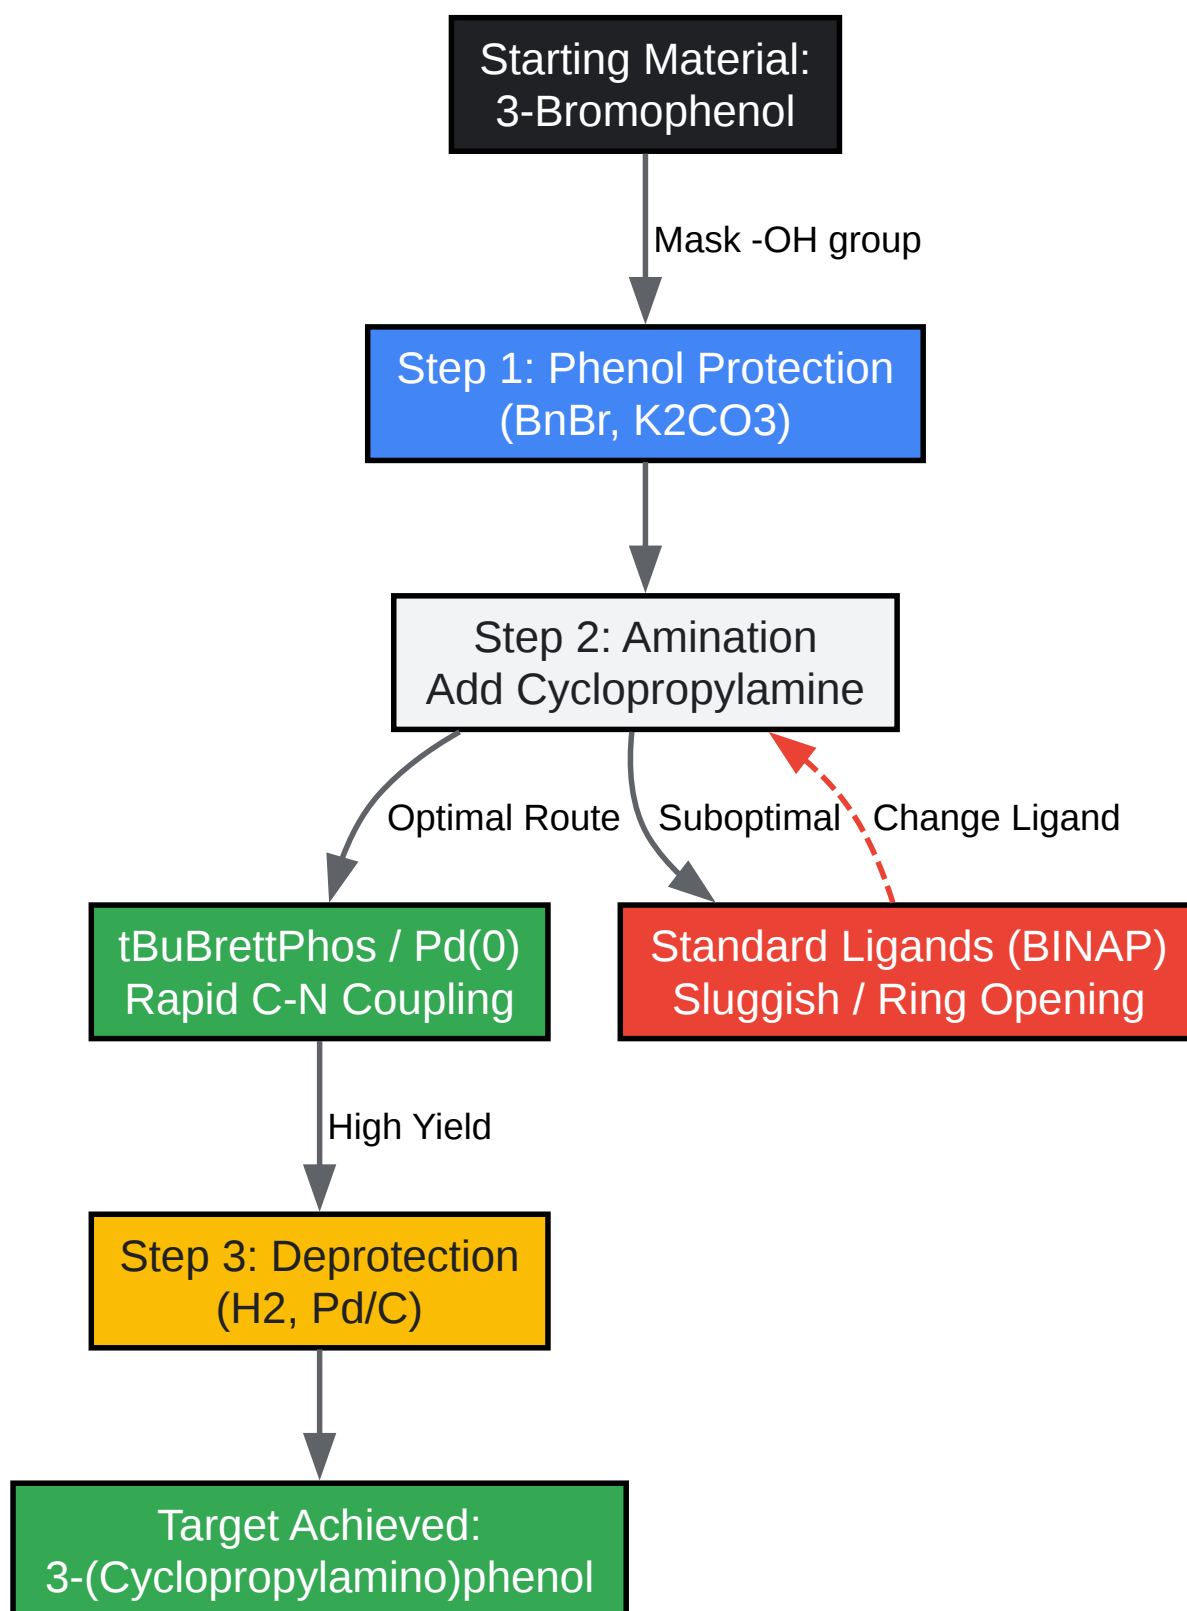 Starting Material:
3-Bromophenol
Mask -OH group
Step 1: Phenol Protection
(BnBr, K2CO3)
Step 2: Amination
Add Cyclopropylamine
Optimal Route
Suboptimal
Change Ligand
tBuBrettPhos / Pd(0)
Rapid C-N Coupling
Standard Ligands (BINAP)
Sluggish / Ring Opening
High Yield
Step 3: Deprotection
(H2, Pd/C)
Target Achieved:
3-(Cyclopropylamino)phenol